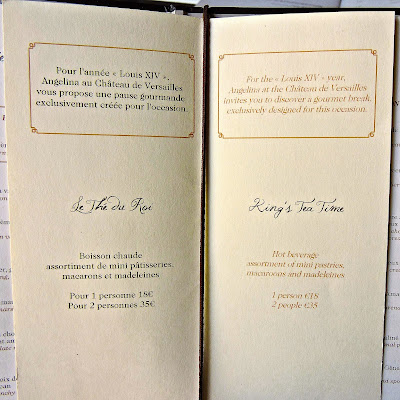 Pour l'année « Louis XIV »,
Angelina au Château de Versailles
vous propose une pause gourmande
exclusivement créée pour l'occasion.
Le Thé du Roi
Boisson chaude
assortiment de mini pâtisseries,
macarons et madeleines
Pour 1 personne 18€
Pour 2 personnes 35€
For the « Louis XIV » year,
Angelina at the Château de Versailles
invites you to discover a gourmet break,
exclusively designed for this occasion.
King's Tea Time
Hot beverage
assortment of mini pastries,
macaroons and madeleines
1 person €18
2 people €35